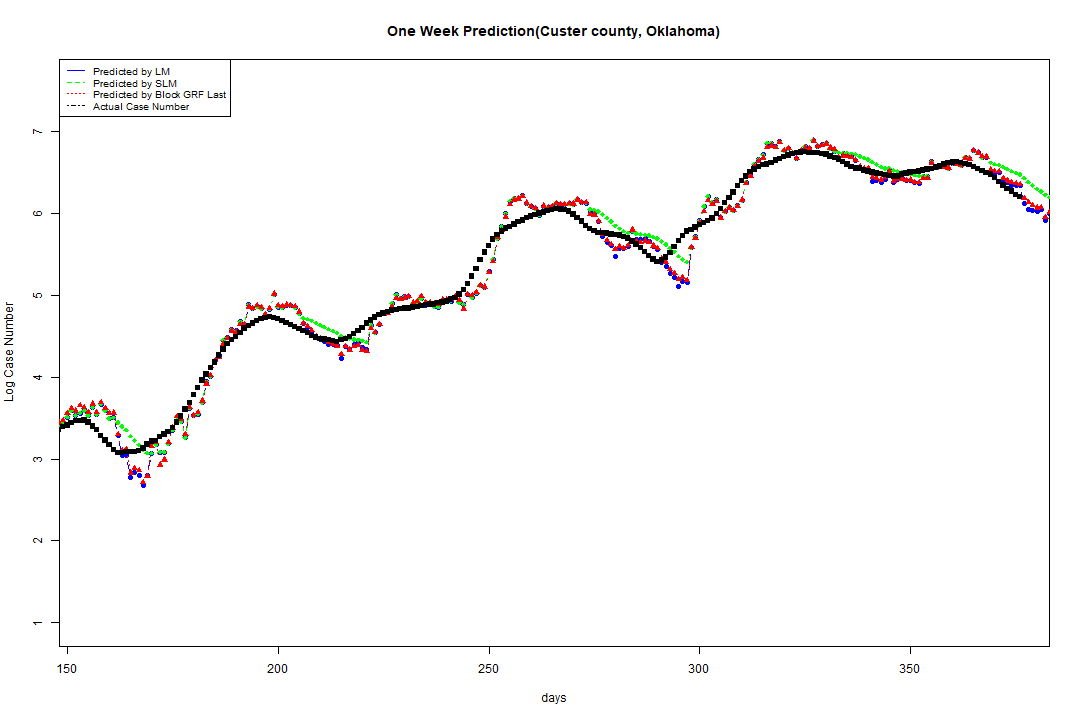 One Week Prediction(Custer county, Oklahoma)
Predicted by LM
Predicted by SLM
Predicted by Block GRF Last
Actual Case Number
7
6
5
4
3
2
1
Log Case Number
150 200 250 300 350
days